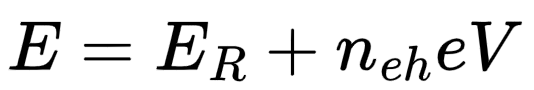 E = E_R + n_{eh}eV